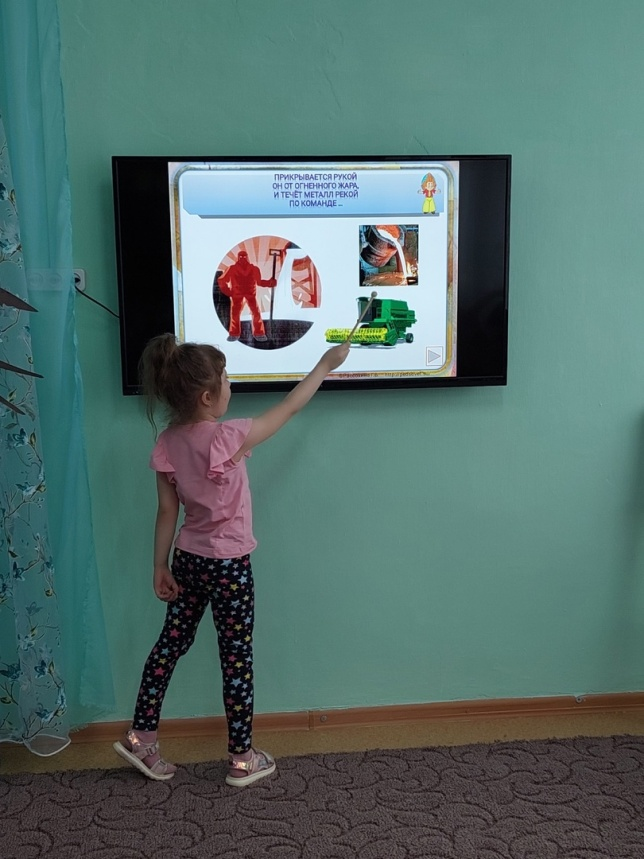 ПРИКРЫВАЕТСЯ РУКОЙ
ОН ОТ ОГНЕННОГО ЖАРА,
И ТЕЧЁТ МЕТАЛЛ РЕКОЙ
ПО КОМАНДЕ ...